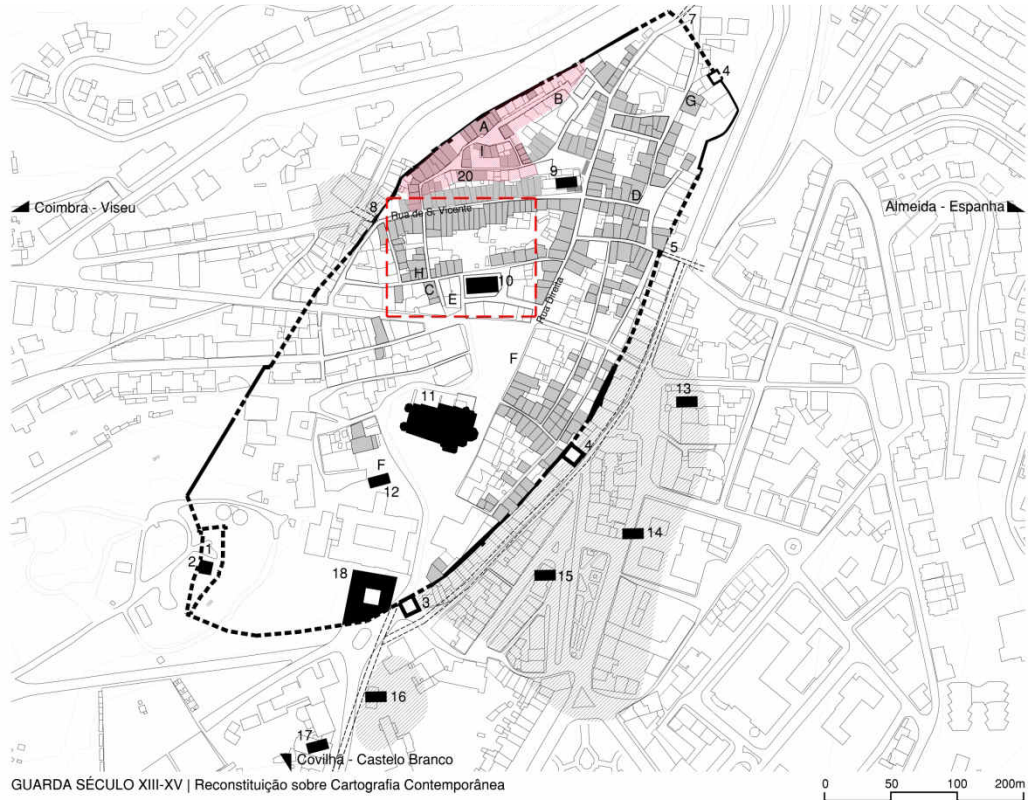 7
4
B
G
A
I
20
9
D
Coimbra - Viseu
8
Rua de S. Vicente
Almeida - Espanha
5
H
C
E
10
Rua Direita
F
11
13
4
F
12
14
1
2
18
15
3
16
17
Covilhã - Castelo Branco
GUARDA SÉCULO XIII-XV | Reconstituição sobre Cartografia Contemporânea
0 50 100 200m